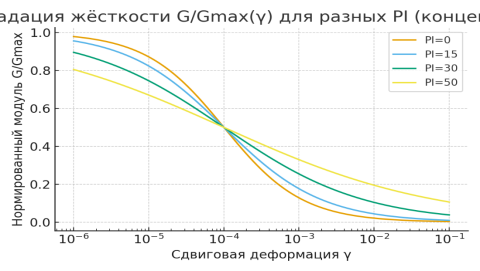 адация жёсткости G/Gmax(γ) для разных PI (концеп
Нормированный модуль G/Gmax
1.0
0.8
0.6
0.4
0.2
0.0
PI=0
PI=15
PI=30
PI=50
10⁻⁶ 10⁻⁵ 10⁻⁴ 10⁻³ 10⁻² 10⁻¹
Сдвиговая деформация γ